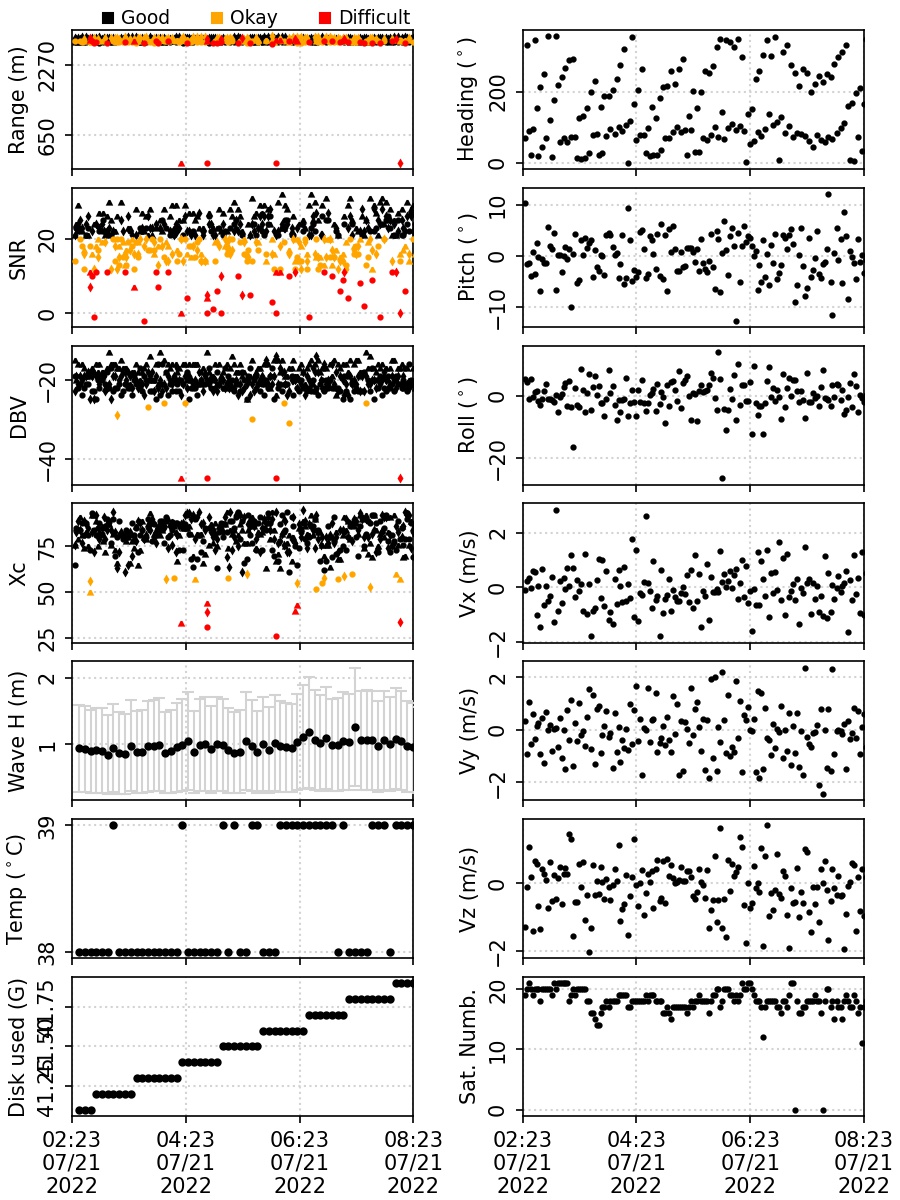 Good Okay Difficult
Range (m)
2270
650
Heading (°)
200
0
SNR
20
0
Pitch (°)
10
0
−10
DBV
−20
−40
Roll (°)
0
−20
Xc
75
50
25
Vx (m/s)
2
0
−2
Wave H (m)
2
1
Vy (m/s)
2
0
−2
Temp (°C)
39
38
Vz (m/s)
0
−2
Disk used (G)
41.75
41.50
41.25
Sat. Numb.
20
10
0
02:23 04:23 06:23 08:23 02:23 04:23 06:23 08:23
07/21 07/21 07/21 07/21 07/21 07/21 07/21 07/21
2022 2022 2022 2022 2022 2022 2022 2022